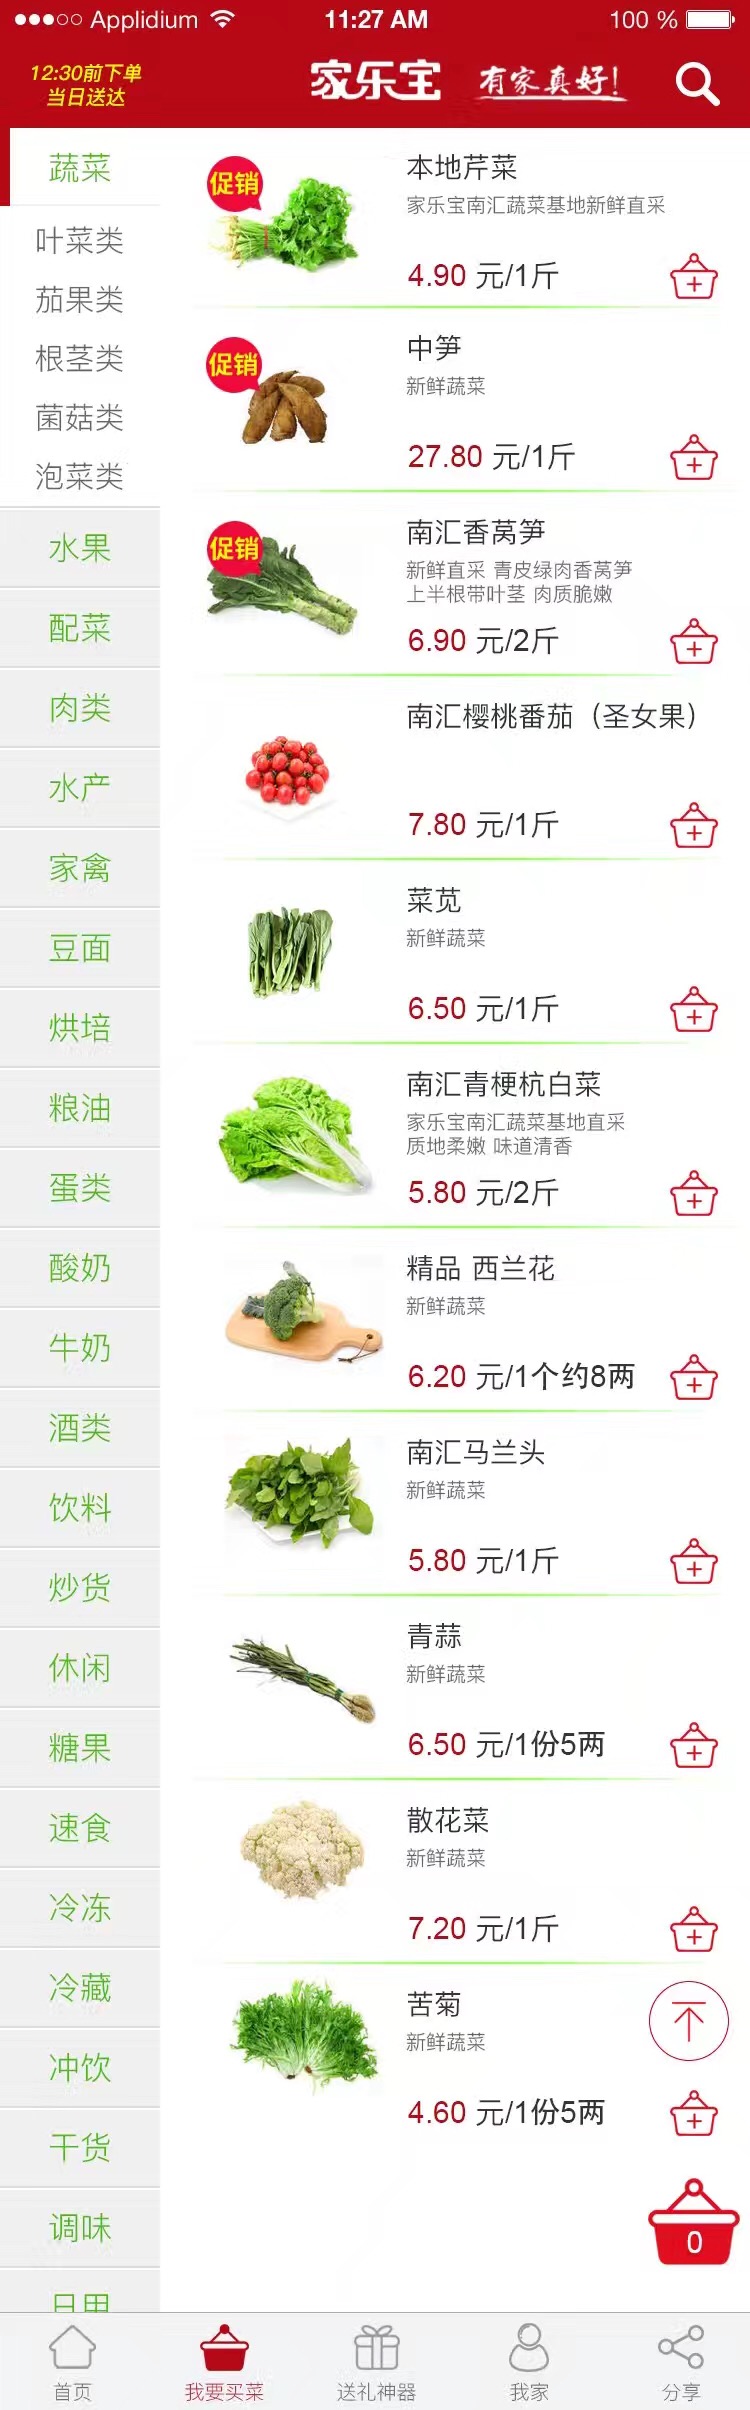 Applidium
11:27 AM
100 %
12:30前下单
当日送达
家乐宝
有家真好!
蔬菜
叶菜类
茄果类
根茎类
菌菇类
泡菜类
水果
配菜
肉类
水产
家禽
豆面
烘培
粮油
蛋类
酸奶
牛奶
酒类
饮料
炒货
休闲
糖果
速食
冷冻
冷藏
冲饮
干货
调味
日用
促销
本地芹菜
家乐宝南汇蔬菜基地新鲜直采
4.90 元/1斤
促销
中笋
新鲜蔬菜
27.80 元/1斤
促销
南汇香莴笋
新鲜直采 青皮绿肉香莴笋
上半根带叶茎 肉质脆嫩
6.90 元/2斤
南汇樱桃番茄（圣女果）
7.80 元/1斤
菜苋
新鲜蔬菜
6.50 元/1斤
南汇青梗杭白菜
家乐宝南汇蔬菜基地直采
质地柔嫩 味道清香
5.80 元/2斤
精品 西兰花
新鲜蔬菜
6.20 元/1个约8两
南汇马兰头
新鲜蔬菜
5.80 元/1斤
青蒜
新鲜蔬菜
6.50 元/1份5两
散花菜
新鲜蔬菜
7.20 元/1斤
苦菊
新鲜蔬菜
4.60 元/1份5两
0
首页
我要买菜
送礼神器
我家
分享